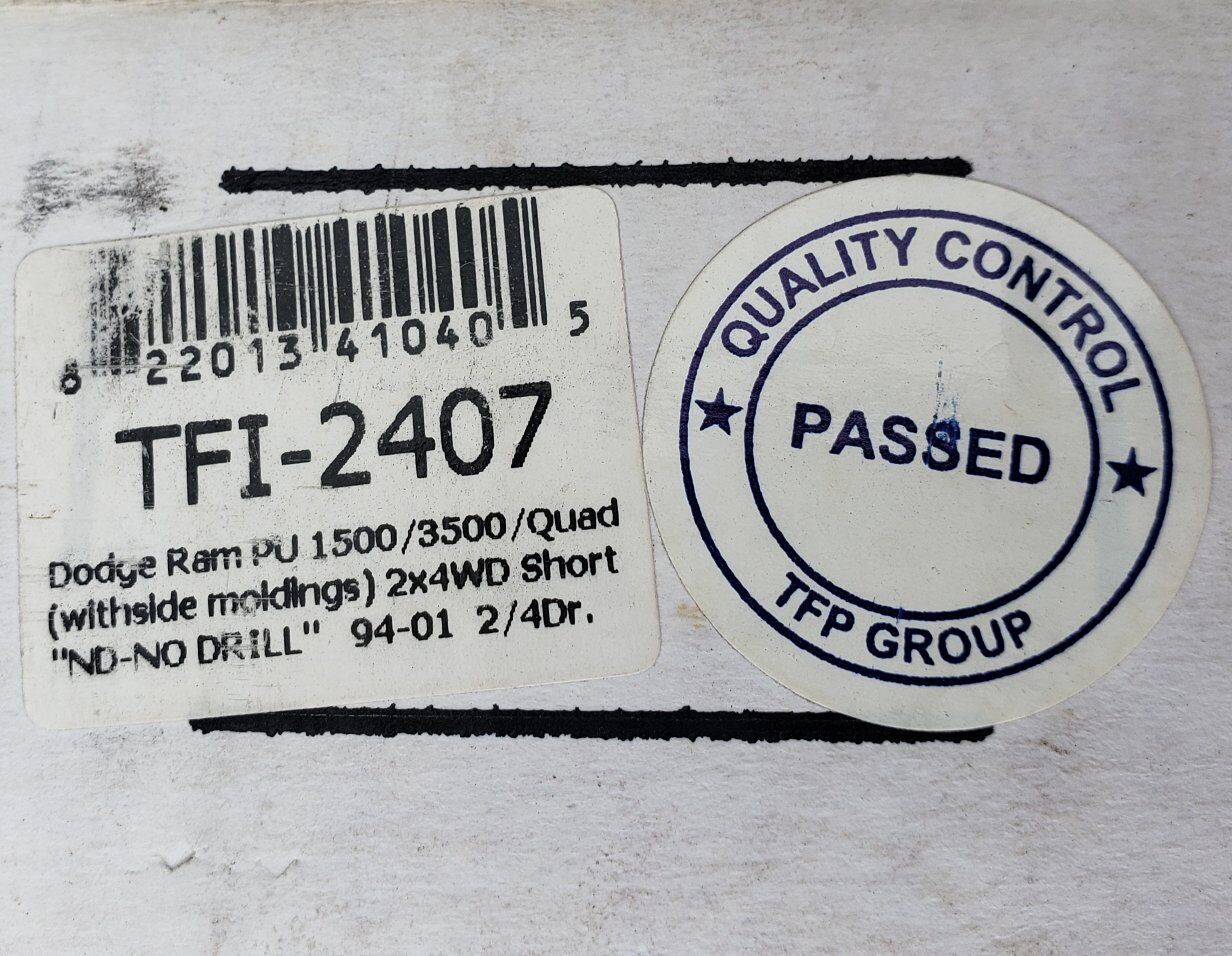 8 22013 41040 5
TFI-2407
Dodge Ram PU 1500/3500/Quad
(withside moldings) 2x4WD Short
"ND-NO DRILL" 94-01 2/4Dr.
QUALITY CONTROL
PASSED
TFP GROUP